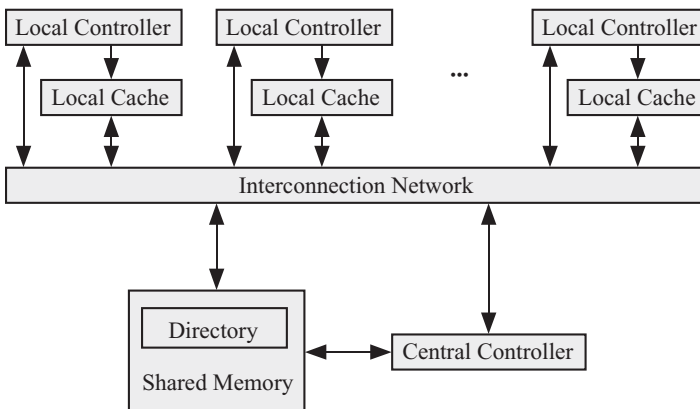 Local Controller
Local Controller
Local Controller
Local Cache
Local Cache
...
Local Cache
Interconnection Network
Directory
Shared Memory
Central Controller